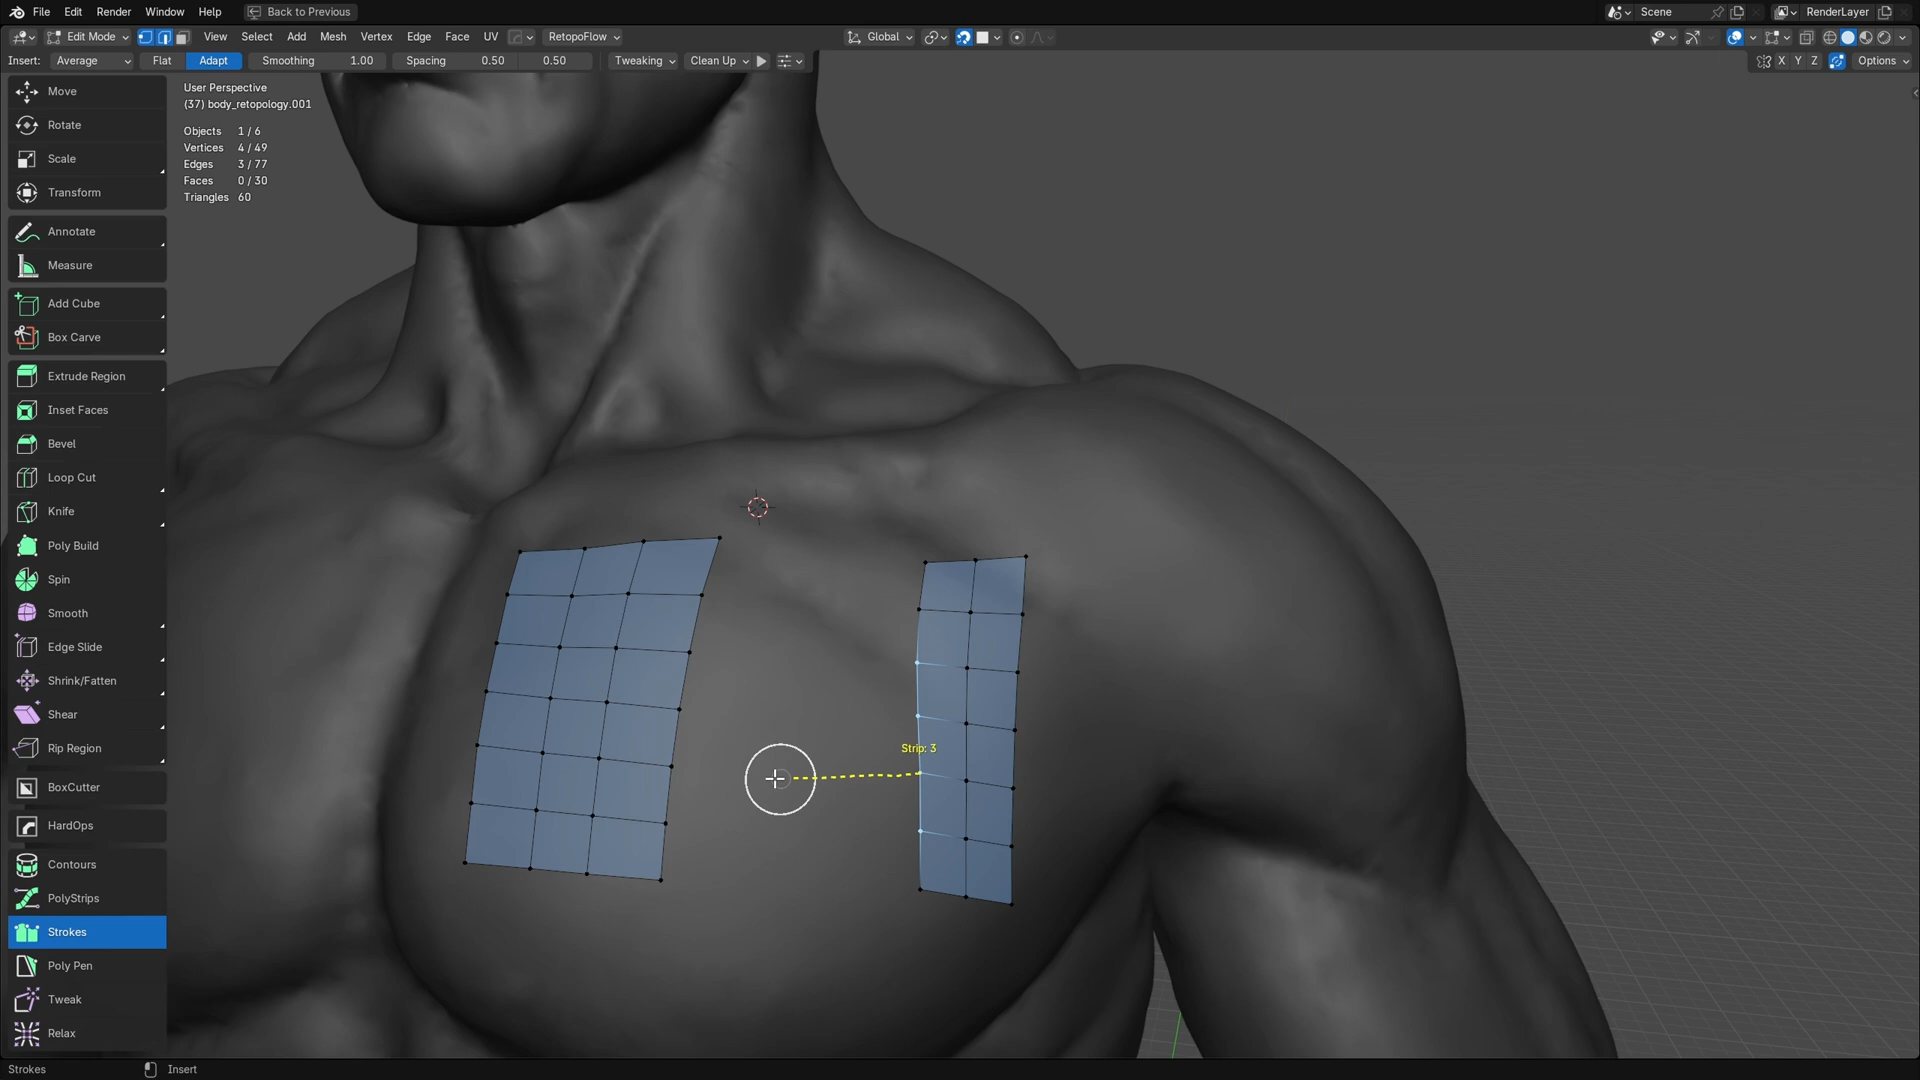 File Edit Render Window Help Back to Previous Scene RenderLayer
Edit Mode View Select Add Mesh Vertex Edge Face UV RetopoFlow Global
Insert: Average Flat Adapt Smoothing 1.00 Spacing 0.50 0.50 Tweaking Clean Up X Y Z Options
Move
Rotate
Scale
Transform
Annotate
Measure
Add Cube
Box Carve
Extrude Region
Inset Faces
Bevel
Loop Cut
Knife
Poly Build
Spin
Smooth
Edge Slide
Shrink/Fatten
Shear
Rip Region
BoxCutter
HardOps
Contours
PolyStrips
Strokes
Poly Pen
Tweak
Relax
User Perspective
(37) body_retopology.001
Objects 1 / 6
Vertices 4 / 49
Edges 3 / 77
Faces 0 / 30
Triangles 60
Strip: 3
Strokes Insert